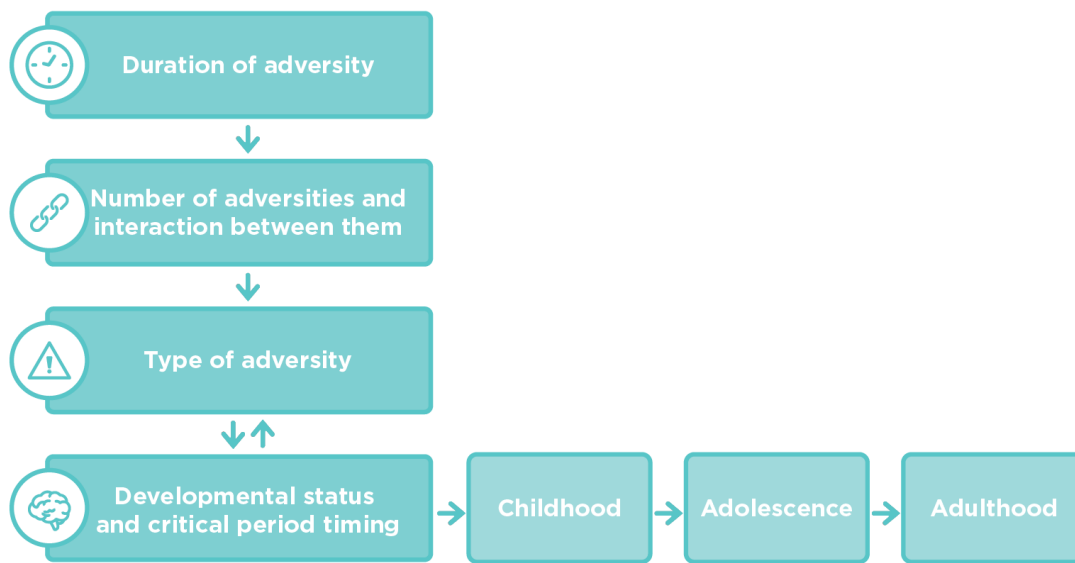 Duration of adversity
Number of adversities and
interaction between them
Type of adversity
Developmental status
and critical period timing
Childhood
Adolescence
Adulthood